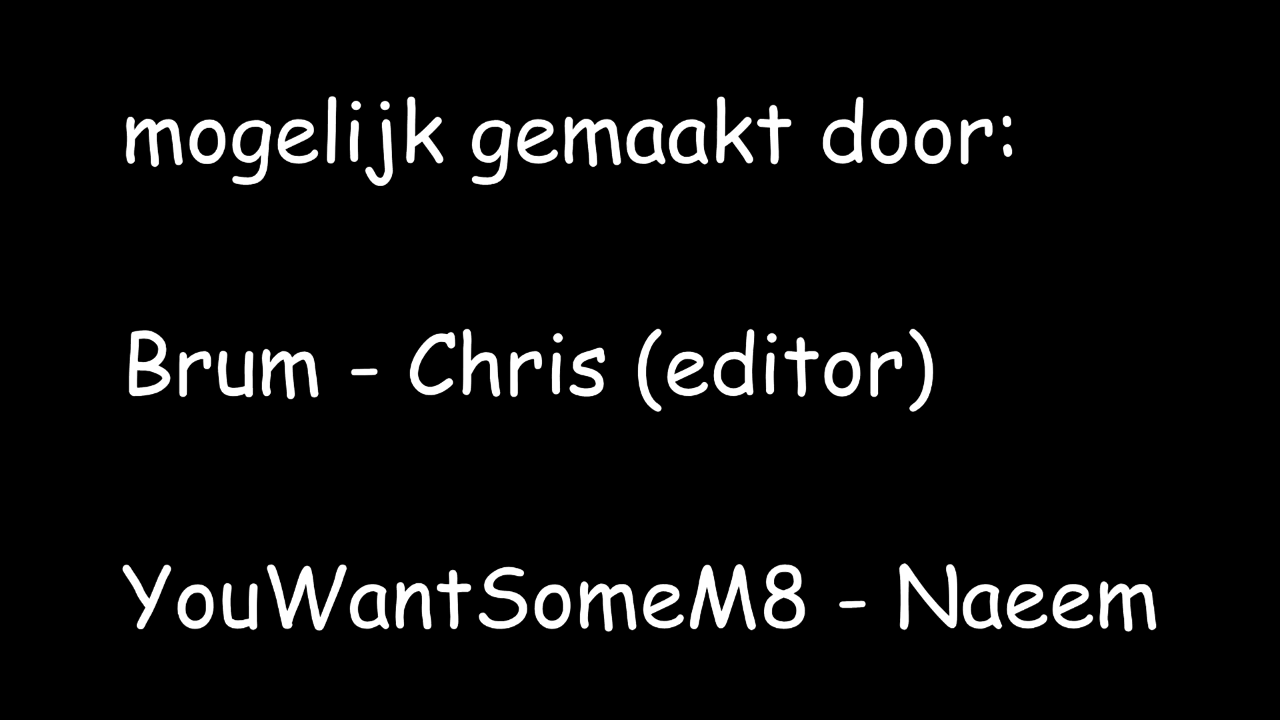 mogelijk gemaakt door:
Brum - Chris (editor)
YouWantSomeM8 - Naeem